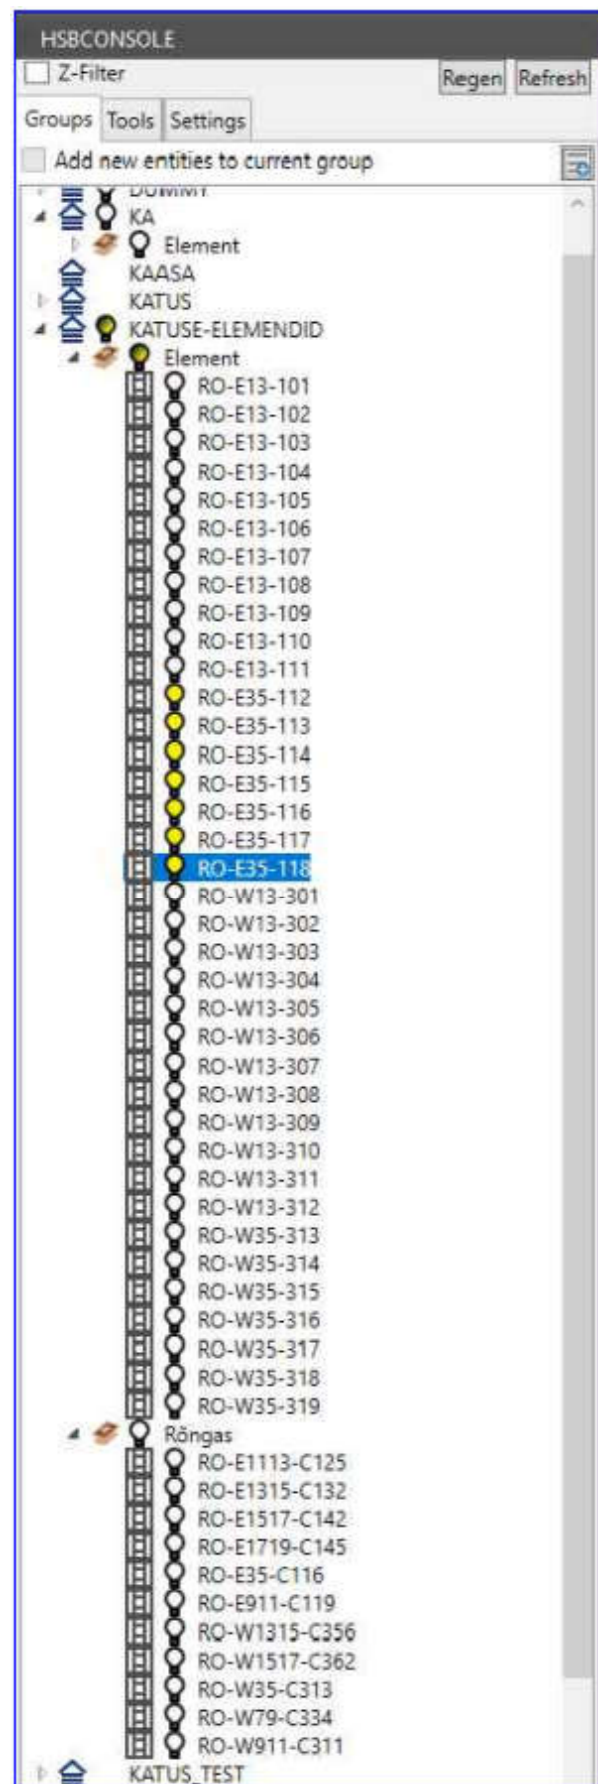 HSBCONSOLE
Z-Filter Regen Refresh
Groups Tools Settings
Add new entities to current group
DUMMY
KA
Element
KAASA
KATUS
KATUSE-ELEMENDID
Element
RO-E13-101
RO-E13-102
RO-E13-103
RO-E13-104
RO-E13-105
RO-E13-106
RO-E13-107
RO-E13-108
RO-E13-109
RO-E13-110
RO-E13-111
RO-E35-112
RO-E35-113
RO-E35-114
RO-E35-115
RO-E35-116
RO-E35-117
RO-E35-118
RO-W13-301
RO-W13-302
RO-W13-303
RO-W13-304
RO-W13-305
RO-W13-306
RO-W13-307
RO-W13-308
RO-W13-309
RO-W13-310
RO-W13-311
RO-W13-312
RO-W35-313
RO-W35-314
RO-W35-315
RO-W35-316
RO-W35-317
RO-W35-318
RO-W35-319
Rõngas
RO-E1113-C125
RO-E1315-C132
RO-E1517-C142
RO-E1719-C145
RO-E35-C116
RO-E911-C119
RO-W1315-C356
RO-W1517-C362
RO-W35-C313
RO-W79-C334
RO-W911-C311
KATUS_TEST